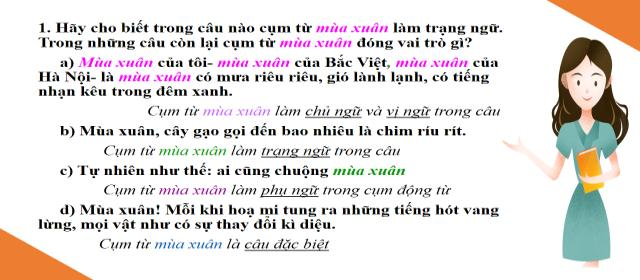 1. Hãy cho biết trong câu nào cụm từ mùa xuân làm trạng ngữ.
Trong những câu còn lại cụm từ mùa xuân đóng vai trò gì?
a) Mùa xuân của tôi- mùa xuân của Bắc Việt, mùa xuân của
Hà Nội- là mùa xuân có mưa riêu riêu, gió lành lạnh, có tiếng
nhạn kêu trong đêm xanh.
Cụm từ mùa xuân làm chủ ngữ và vị ngữ trong câu
b) Mùa xuân, cây gạo gọi đến bao nhiêu là chim ríu rít.
Cụm từ mùa xuân làm trạng ngữ trong câu
c) Tự nhiên như thế: ai cũng chuộng mùa xuân
Cụm từ mùa xuân làm phụ ngữ trong cụm động từ
d) Mùa xuân! Mỗi khi hoạ mi tung ra những tiếng hót vang
lừng, mọi vật như có sự thay đổi kì diệu.
Cụm từ mùa xuân là câu đặc biệt